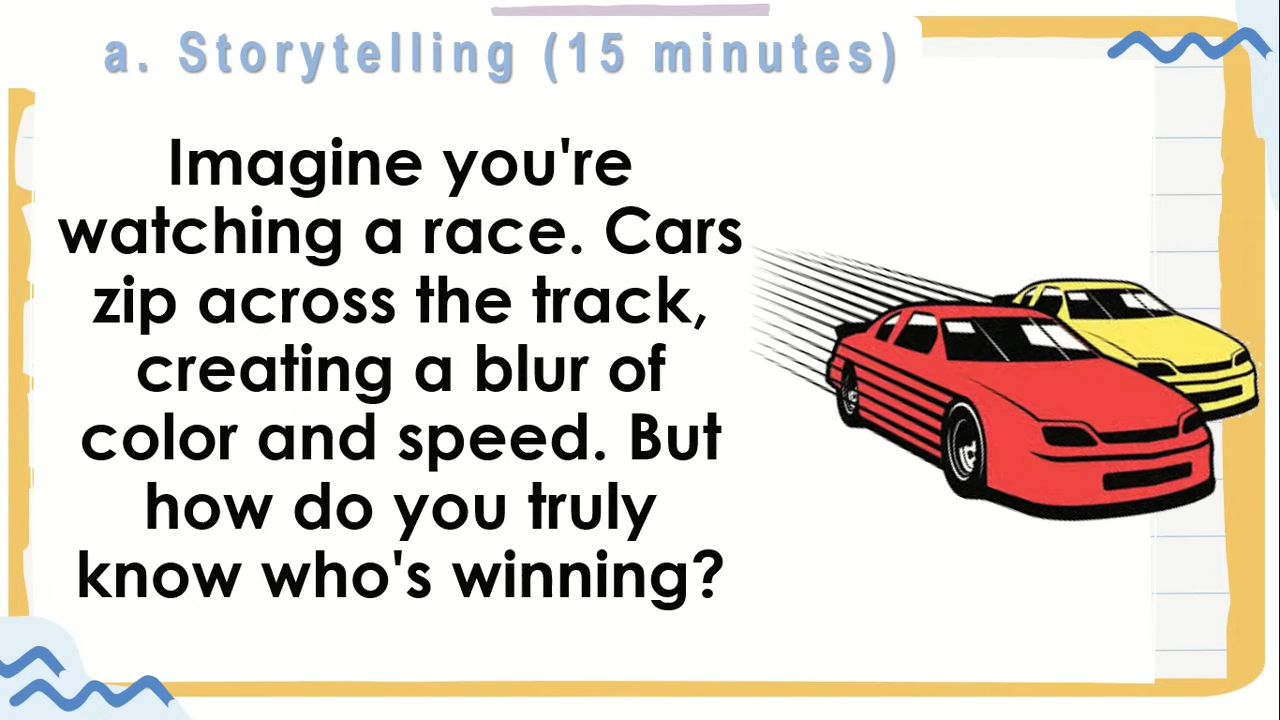 a. Storytelling (15 minutes)
Imagine you're
watching a race. Cars
zip across the track,
creating a blur of
color and speed. But
how do you truly
know who's winning?